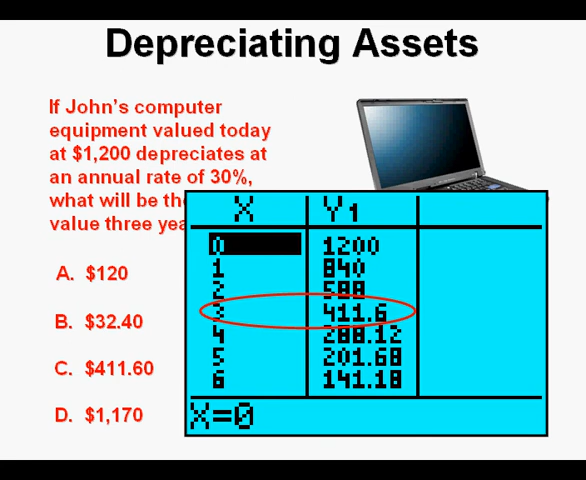 Depreciating Assets
If John's computer
equipment valued today
at $1,200 depreciates at
an annual rate of 30%,
what will be
value three
A. $120
B. $32.40
C. $411.60
D. $1,170
X Y1
0 1200
1 840
2 588
3 411.6
4 288.12
5 201.68
6 141.18
X=0